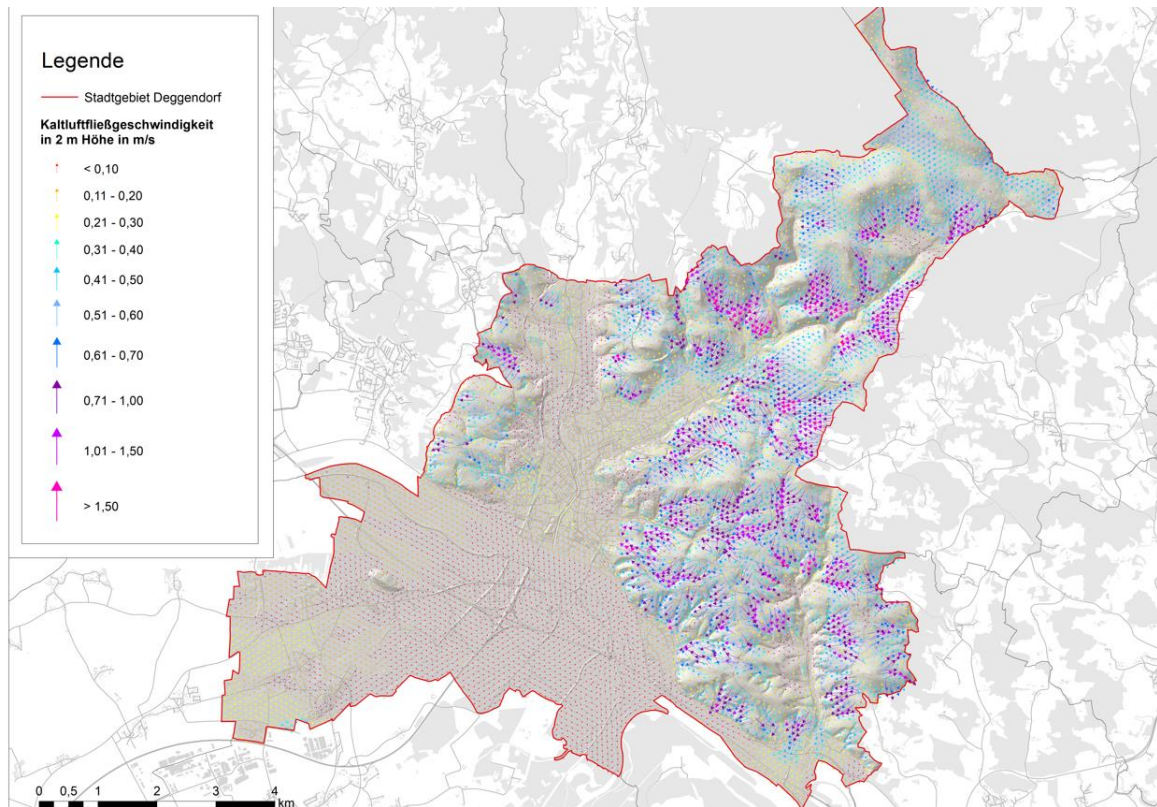 Legende
Stadtgebiet Deggendorf
Kaltluftfließgeschwindigkeit
in 2 m Höhe in m/s
< 0,10
0,11 - 0,20
0,21 - 0,30
0,31 - 0,40
0,41 - 0,50
0,51 - 0,60
0,61 - 0,70
0,71 - 1,00
1,01 - 1,50
> 1,50
0 0,5 1 2 3 4
km